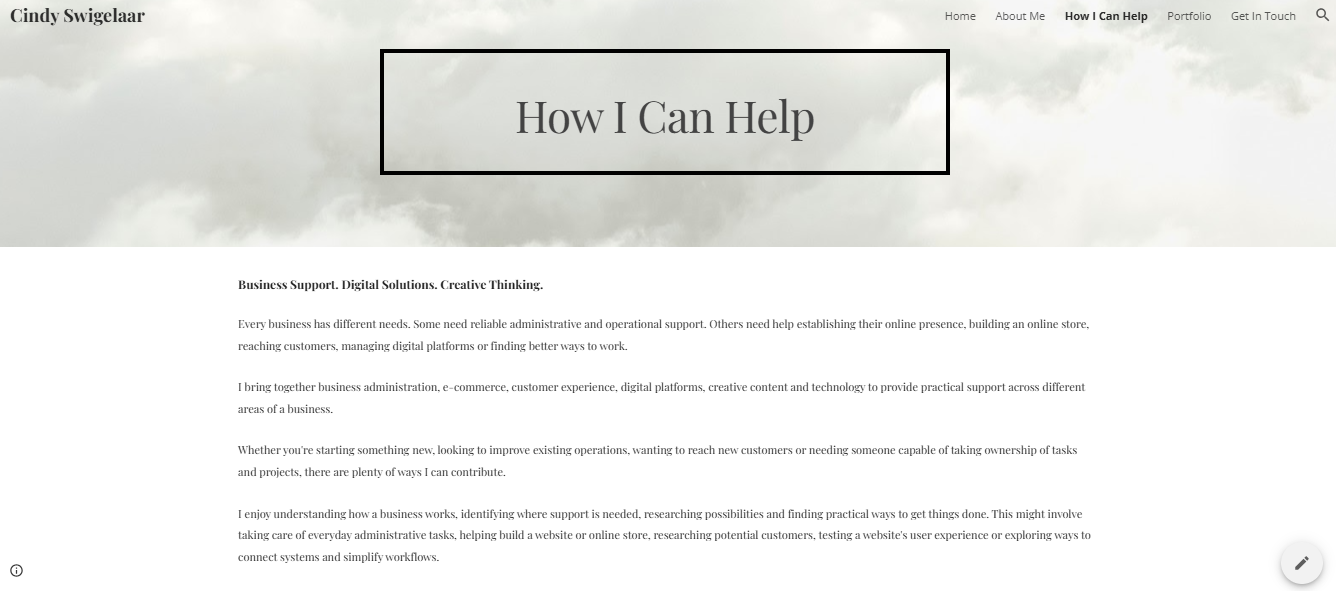 Cindy Swigelaar
Home About Me How I Can Help Portfolio Get In Touch
How I Can Help
Business Support. Digital Solutions. Creative Thinking.
Every business has different needs. Some need reliable administrative and operational support. Others need help establishing their online presence, building an online store,
reaching customers, managing digital platforms or finding better ways to work.
I bring together business administration, e-commerce, customer experience, digital platforms, creative content and technology to provide practical support across different
areas of a business.
Whether you're starting something new, looking to improve existing operations, wanting to reach new customers or needing someone capable of taking ownership of tasks
and projects, there are plenty of ways I can contribute.
I enjoy understanding how a business works, identifying where support is needed, researching possibilities and finding practical ways to get things done. This might involve
taking care of everyday administrative tasks, helping build a website or online store, researching potential customers, testing a website's user experience or exploring ways to
connect systems and simplify workflows.